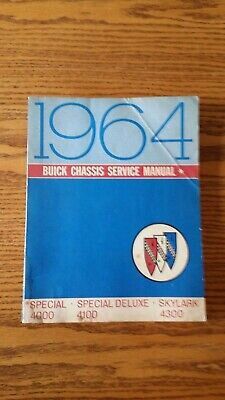 1964
BUICK CHASSIS SERVICE MANUAL
SPECIAL · SPECIAL DELUXE · SKYLARK
4000 4100 4300